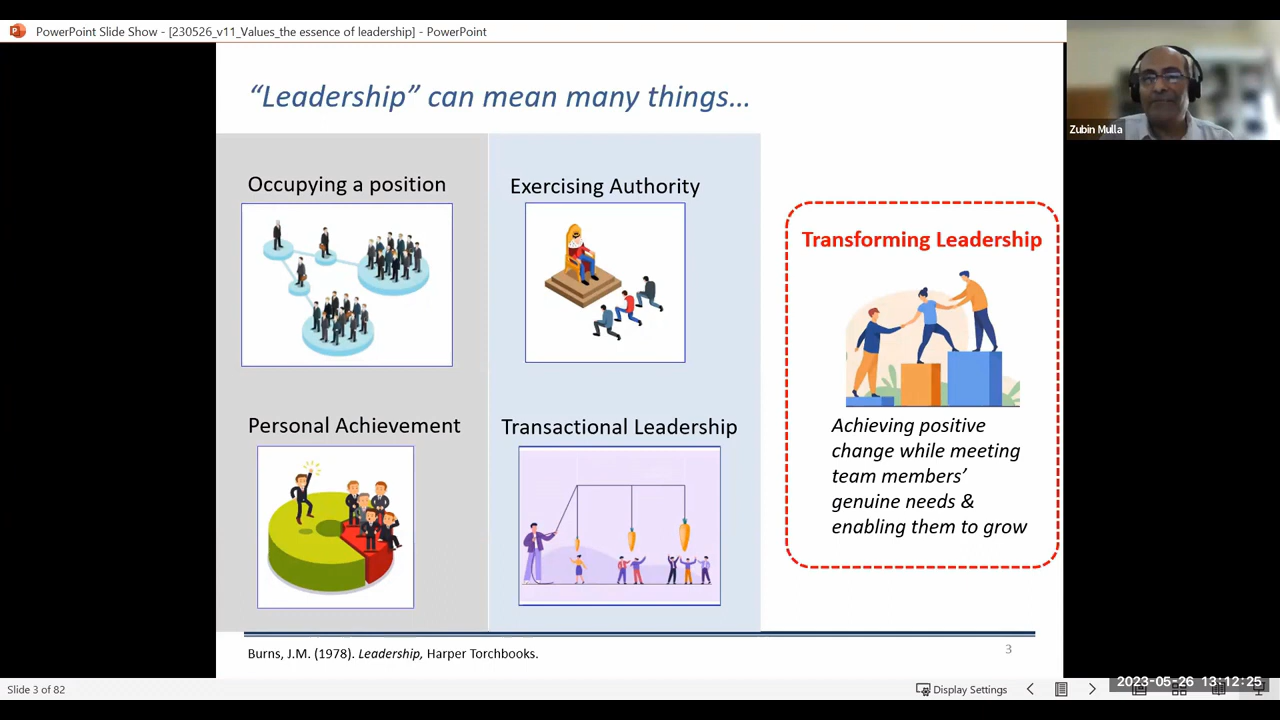 PowerPoint Slide Show - [230526_v11_Values_the essence of leadership] - PowerPoint
“Leadership” can mean many things...
Zubin Mulla
Occupying a position
Exercising Authority
Personal Achievement
Transactional Leadership
Transforming Leadership
Achieving positive
change while meeting
team members’
genuine needs &
enabling them to grow
Burns, J.M. (1978). Leadership, Harper Torchbooks.
3
Slide 3 of 82
Display Settings
2023-05-26 13:12:25